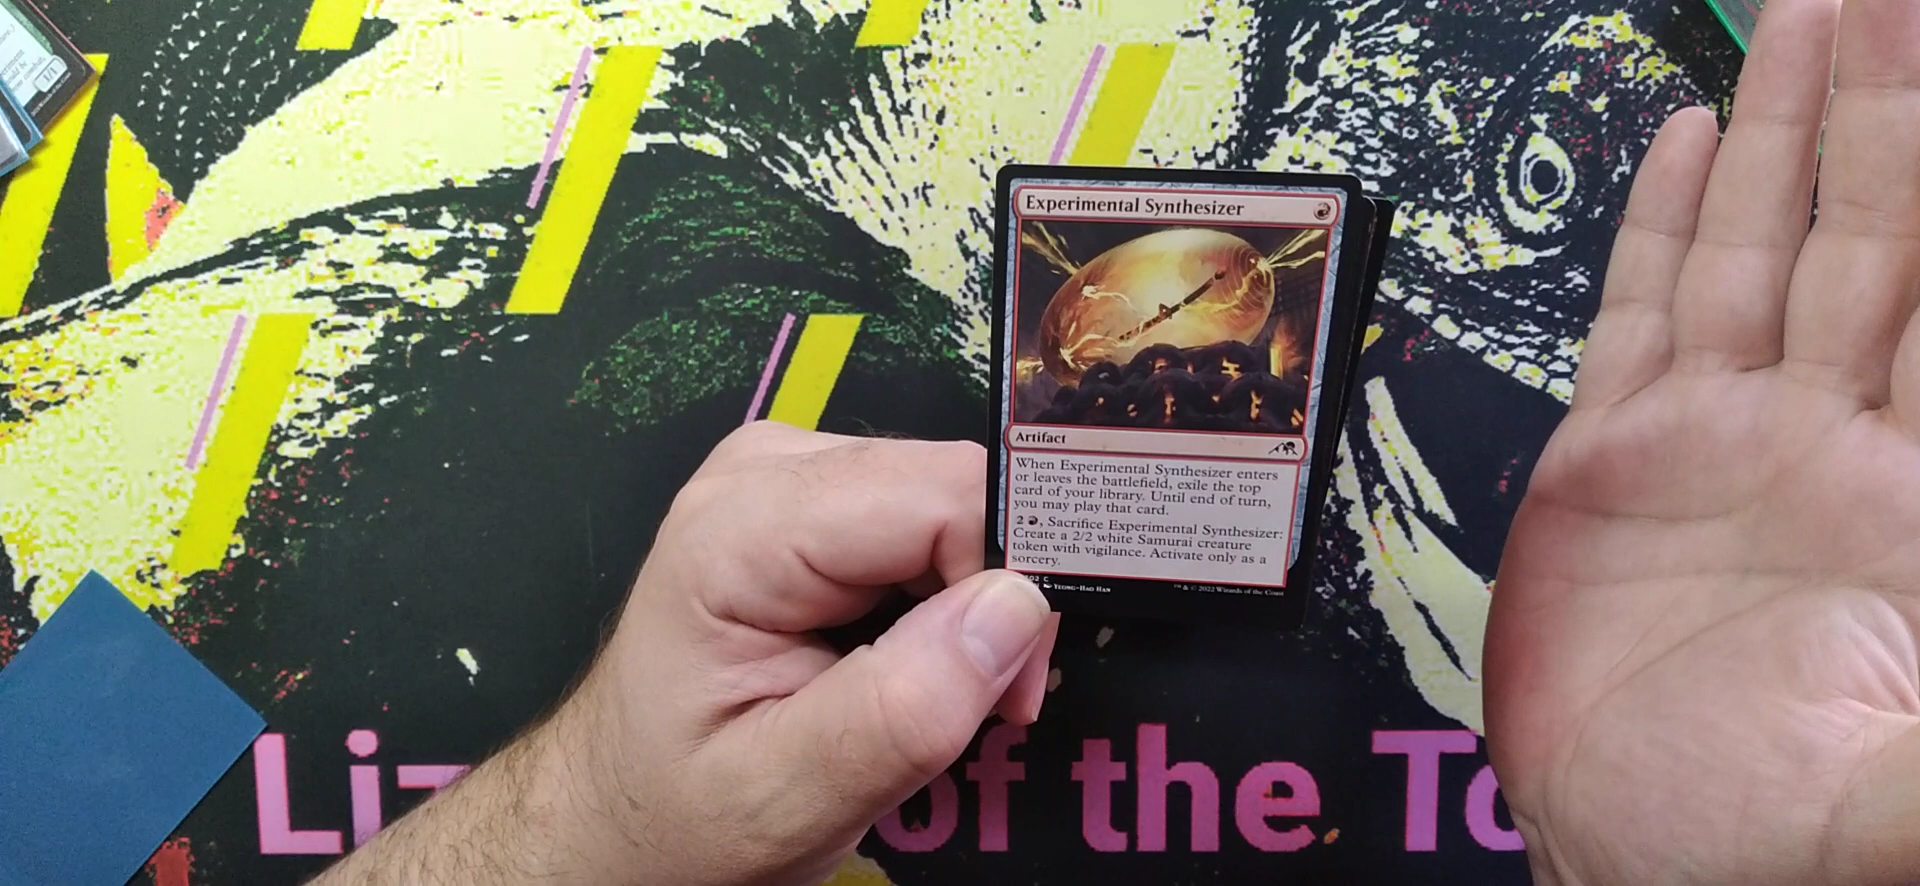 1/1
Experimental Synthesizer
Artifact
When Experimental Synthesizer enters
or leaves the battlefield, exile the top
card of your library. Until end of turn,
you may play that card.
2 , Sacrifice Experimental Synthesizer:
Create a 2/2 white Samurai creature
token with vigilance. Activate only as a
sorcery.
C
Yeong-Hao Han
™ & © 2022 Wizards of the Coast
of the